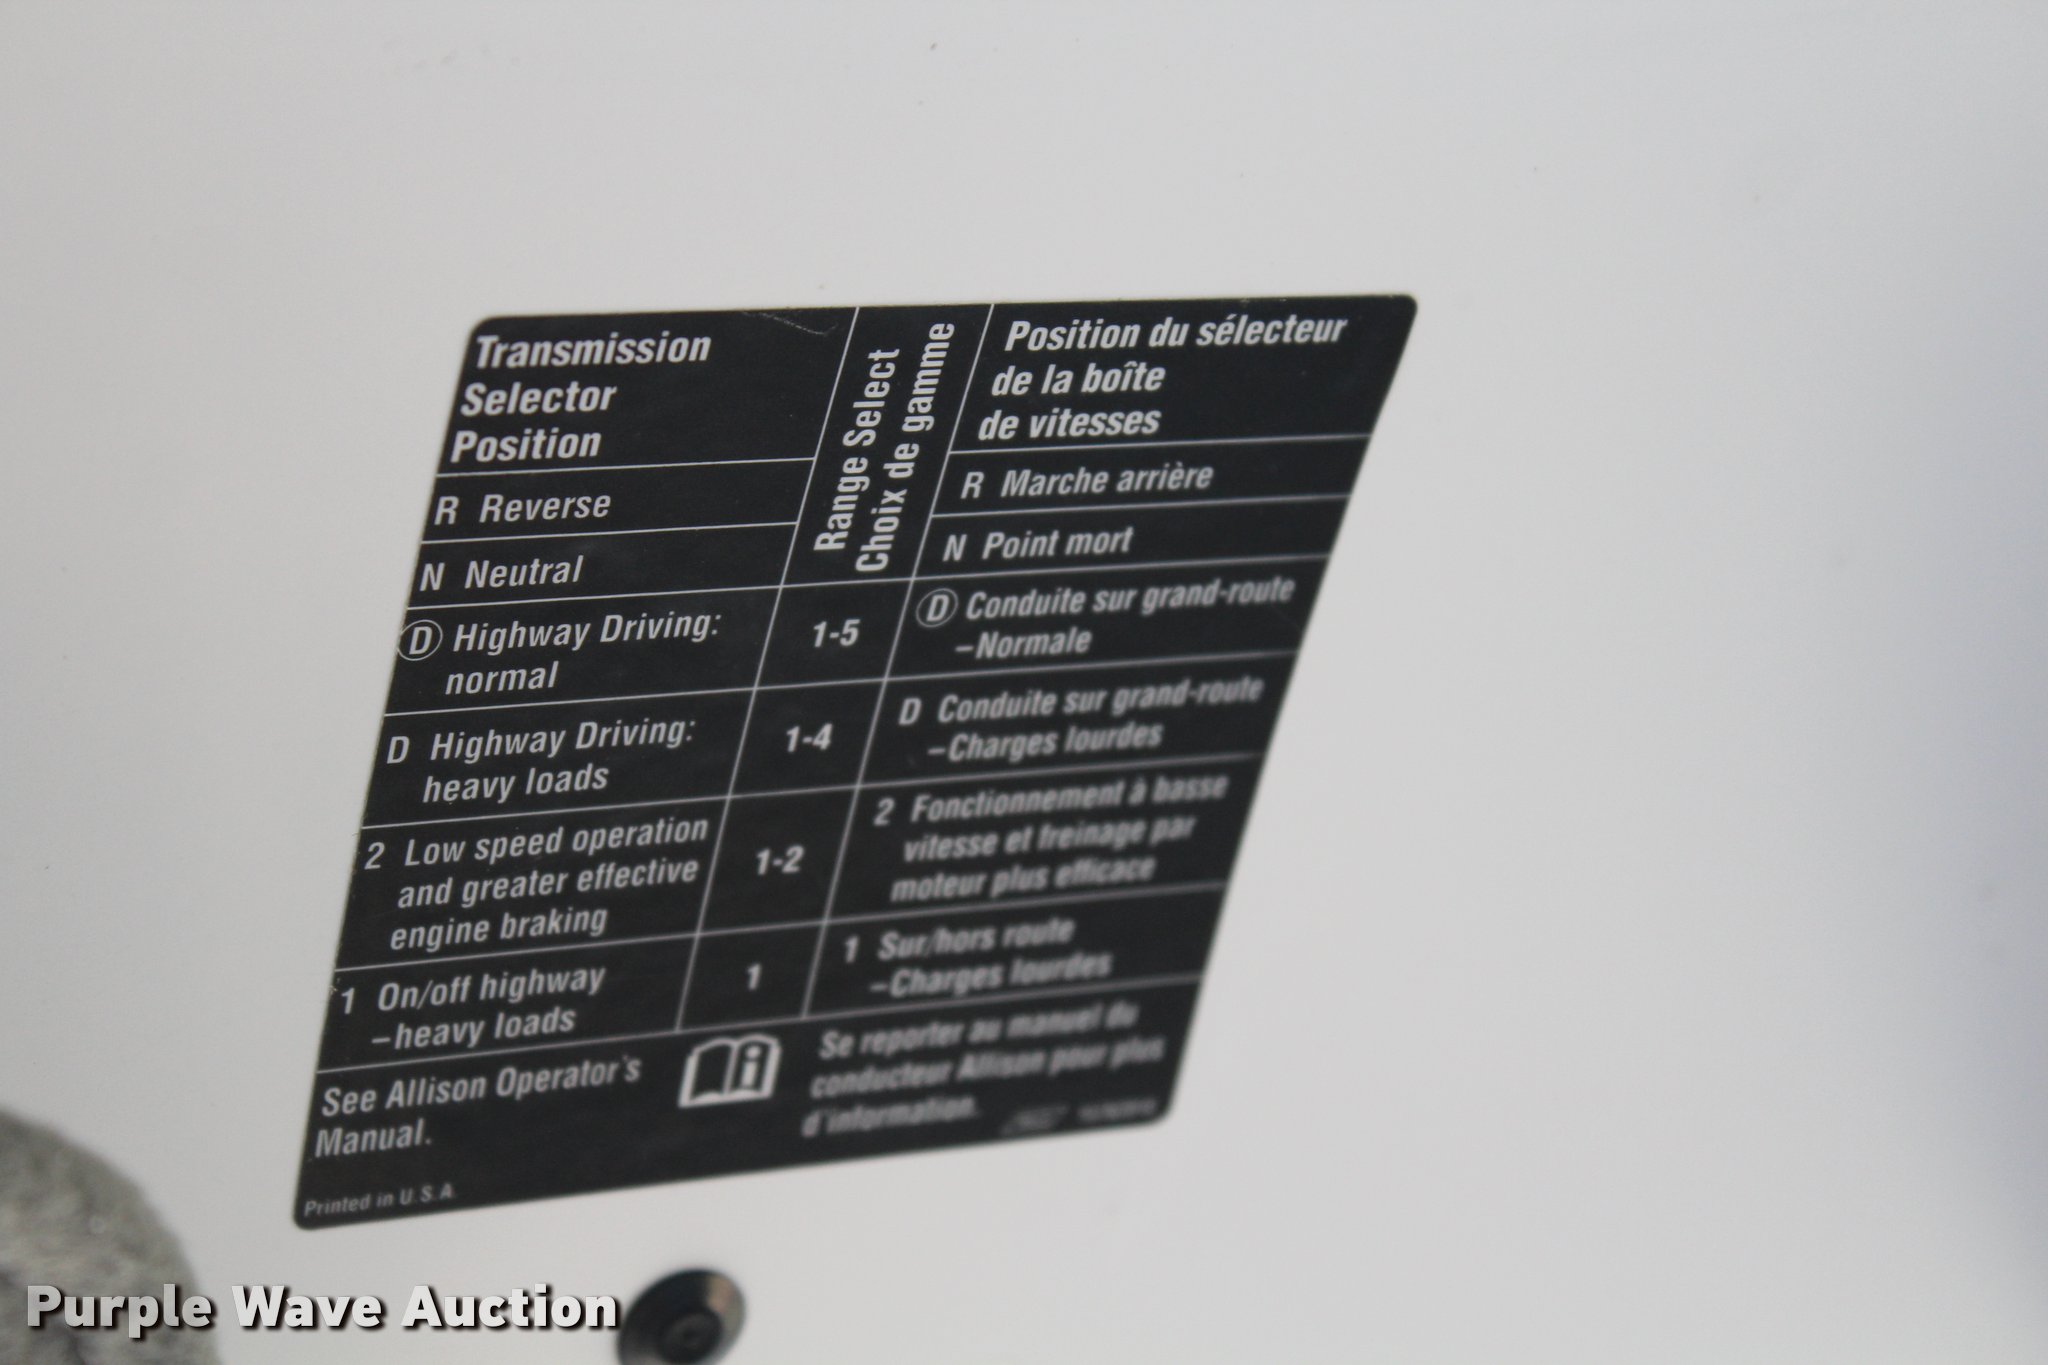 Transmission
Selector
Position
Range Select
Choix de gamme
Position du sélecteur
de la boîte
de vitesses
R Reverse
R Marche arrière
N Neutral
N Point mort
D Highway Driving:
normal
1-5
D Conduite sur grand-route
–Normale
D Highway Driving:
heavy loads
1-4
D Conduite sur grand-route
–Charges lourdes
2 Low speed operation
and greater effective
engine braking
1-2
2 Fonctionnement à basse
vitesse et freinage par
moteur plus efficace
1 On/off highway
–heavy loads
1
1 Sur/hors route
–Charges lourdes
See Allison Operator's
Manual.
i
Se reporter au manuel du
conducteur Allison pour plus
d'information.
Printed in U.S.A.
Purple Wave Auction